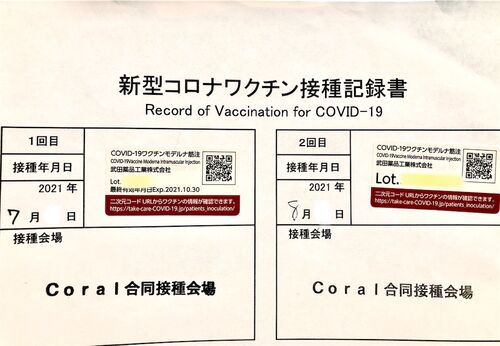 新型コロナワクチン接種記録書
Record of Vaccination for COVID-19
1回目
接種年月日
2021 年
7 月 日
COVID-19ワクチンモデルナ筋注
COVID-19 Vaccine Moderna Intramuscular Injection
武田薬品工業株式会社
Lot.
最終有効年月日Exp.2021.10.30
二次元コード URLからワクチンの情報が確認できます。
https://take-care-COVID-19.jp/patients_inoculation/
接種会場
Coral合同接種会場
2回目
接種年月日
2021 年
8 月 日
COVID-19ワクチンモデルナ筋注
COVID-19 Vaccine Moderna Intramuscular Injection
武田薬品工業株式会社
Lot.
二次元コード URLからワクチンの情報が確認できます。
https://take-care-COVID-19.jp/patients_inoculation/
接種会場
Coral合同接種会場